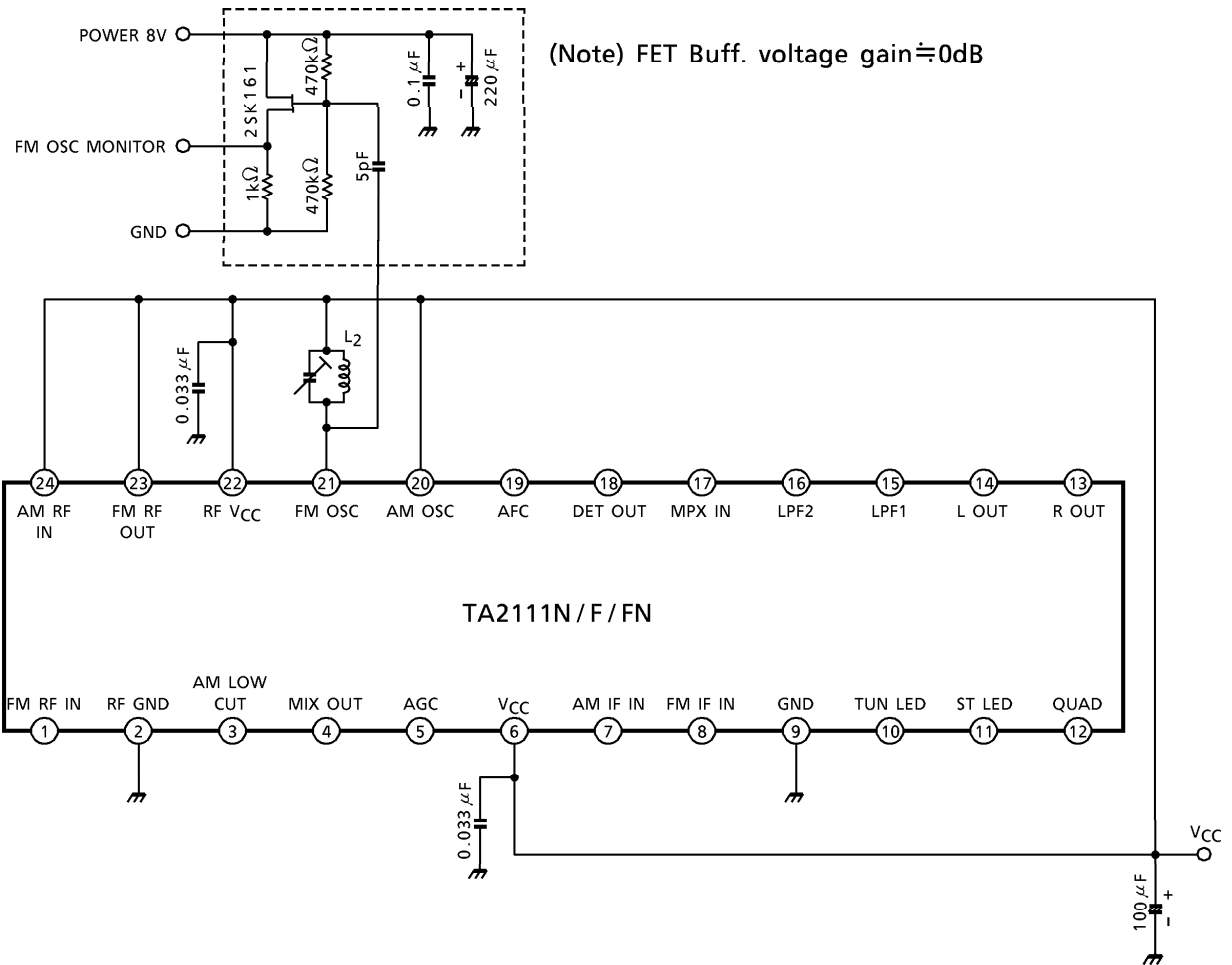 POWER 8V
470kΩ
0.1μF
+
-
220μF
(Note) FET Buff. voltage gain≒0dB
2SK161
FM OSC MONITOR
1kΩ
470kΩ
5pF
GND
L2
0.033μF
24
23
22
21
20
19
18
17
16
15
14
13
AM RF
IN
FM RF
OUT
RF VCC
FM OSC
AM OSC
AFC
DET OUT
MPX IN
LPF2
LPF1
L OUT
R OUT
TA2111N/F/FN
FM RF IN
RF GND
AM LOW
CUT
MIX OUT
AGC
VCC
AM IF IN
FM IF IN
GND
TUN LED
ST LED
QUAD
1
2
3
4
5
6
7
8
9
10
11
12
0.033μF
VCC
100μF
+
-